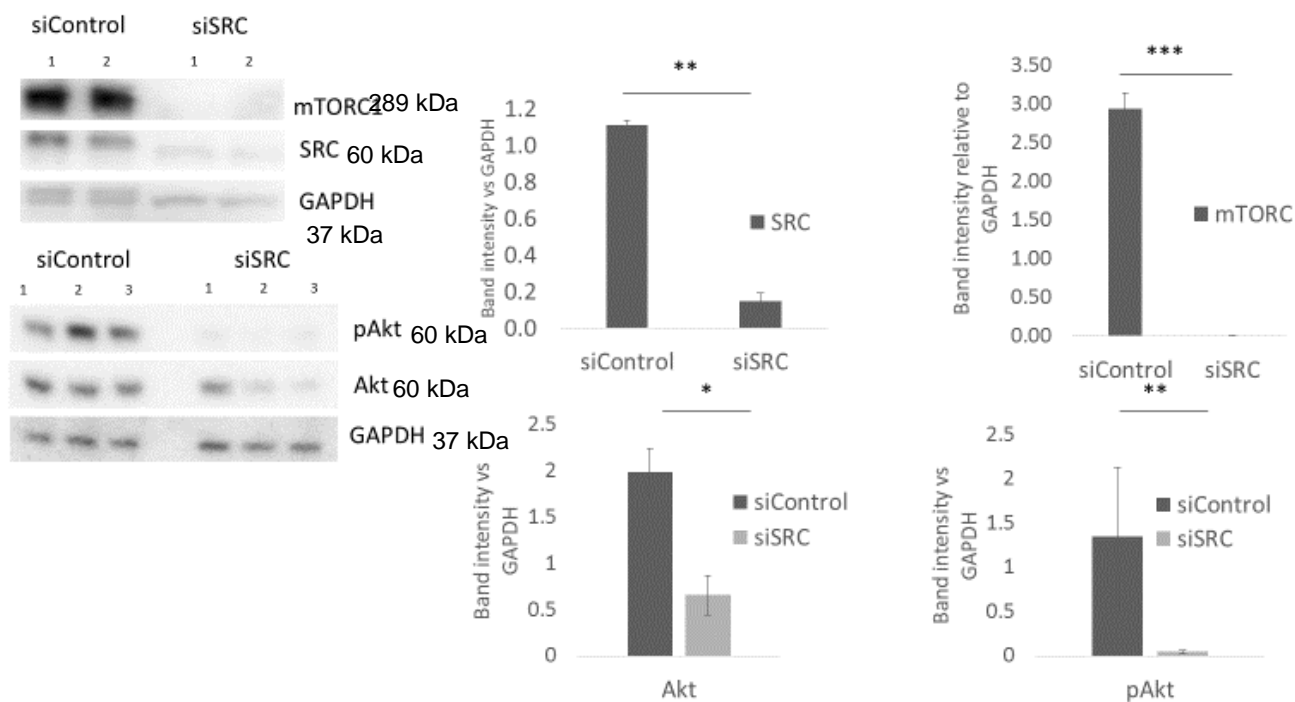 siControl siSRC
1 2 1 2
mTORC1 289 kDa
SRC 60 kDa
GAPDH
37 kDa
siControl siSRC
1 2 3 1 2 3
pAkt 60 kDa
Akt 60 kDa
GAPDH 37 kDa
**
Band intensity vs GAPDH
1.2
1.0
0.8
0.6
0.4
0.2
0.0
siControl siSRC
SRC
***
Band intensity relative to
GAPDH
3.50
3.00
2.50
2.00
1.50
1.00
0.50
0.00
siControl siSRC
mTORC
*
Band intensity vs
GAPDH
2.5
2
1.5
1
0.5
0
Akt
siControl
siSRC
**
Band intensity vs
GAPDH
2.5
2
1.5
1
0.5
0
pAkt
siControl
siSRC